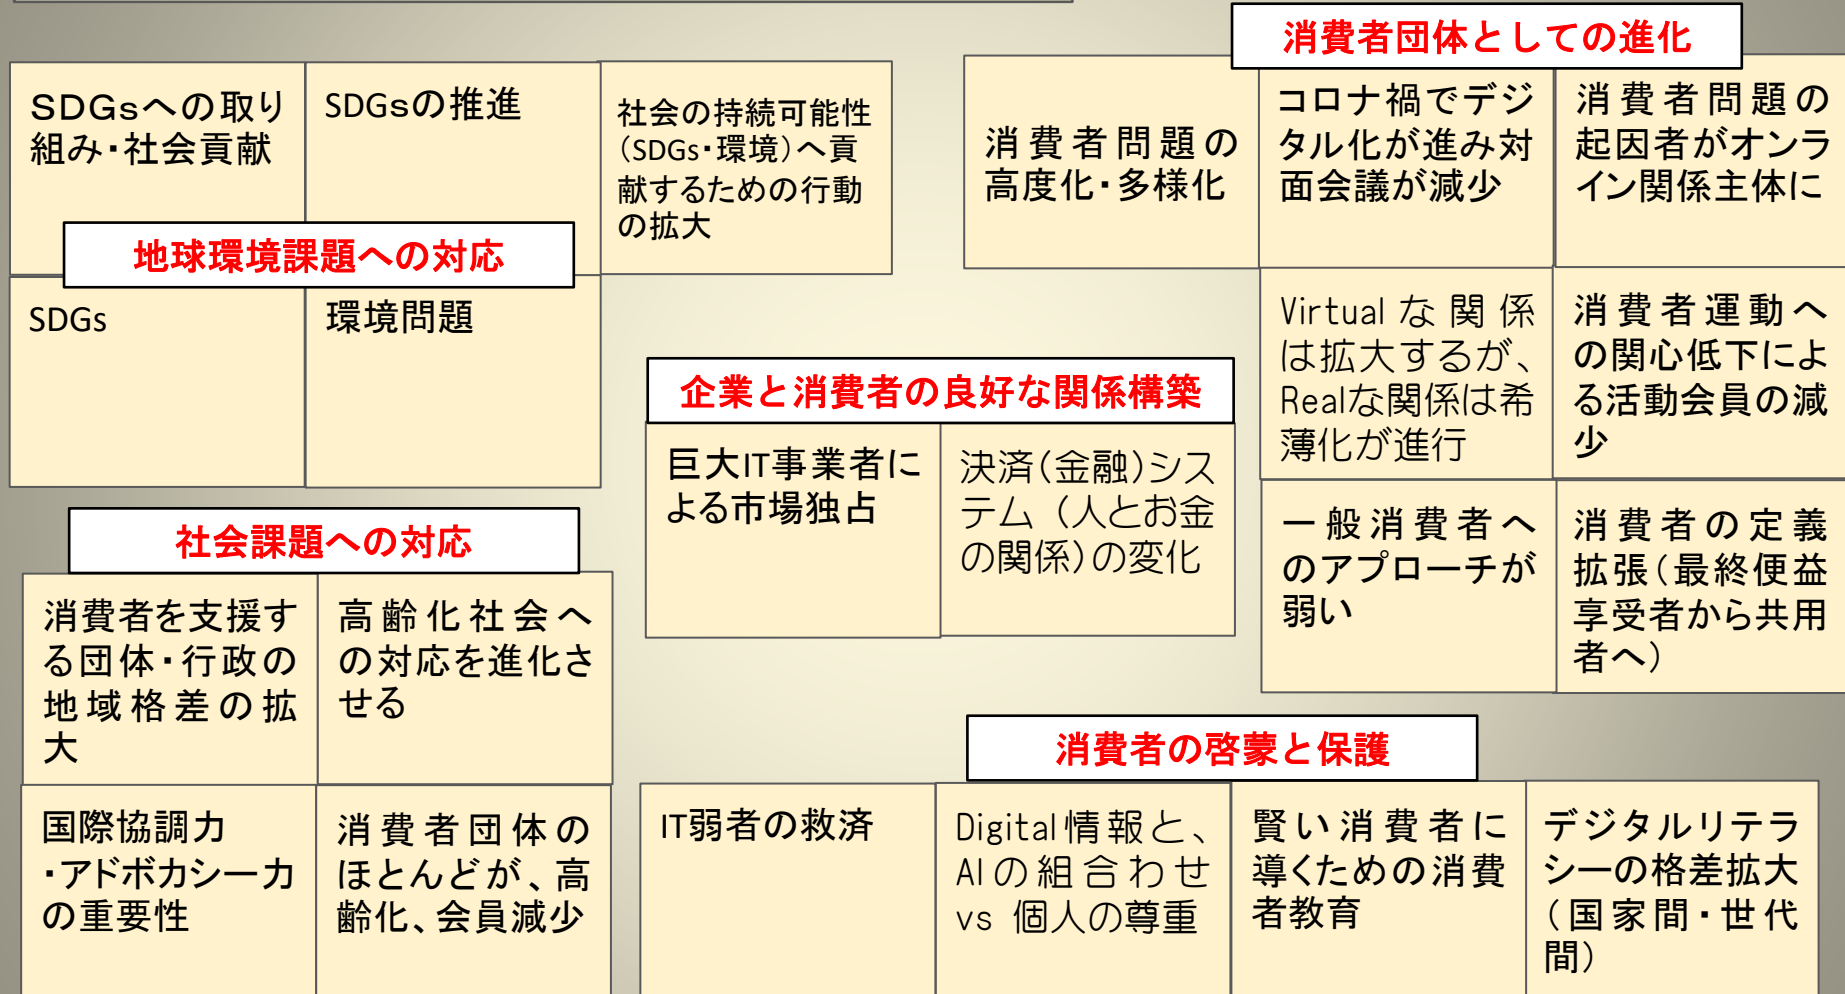 消費者団体としての進化
SDGsへの取り
組み・社会貢献
SDGsの推進
社会の持続可能性
（SDGs・環境）へ貢
献するための行動
の拡大
地球環境課題への対応
SDGs
環境問題
消費者問題の
高度化・多様化
コロナ禍でデジ
タル化が進み対
面会議が減少
消費者問題の
起因者がオンラ
イン関係主体に
Virtualな関係
は拡大するが、
Realな関係は希
薄化が進行
消費者運動へ
の関心低下によ
る活動会員の減
少
一般消費者へ
のアプローチが
弱い
消費者の定義
拡張（最終便益
享受者から共用
者へ）
企業と消費者の良好な関係構築
巨大IT事業者に
よる市場独占
決済（金融）シス
テム（人とお金
の関係）の変化
社会課題への対応
消費者を支援す
る団体・行政の
地域格差の拡
大
高齢化社会へ
の対応を進化さ
せる
国際協調力
・アドボカシー力
の重要性
消費者団体の
ほとんどが、高
齢化、会員減少
消費者の啓蒙と保護
IT弱者の救済
Digital情報と、
AIの組合わせ
vs 個人の尊重
賢い消費者に
導くための消費
者教育
デジタルリテラ
シーの格差拡大
（国家間・世代
間）